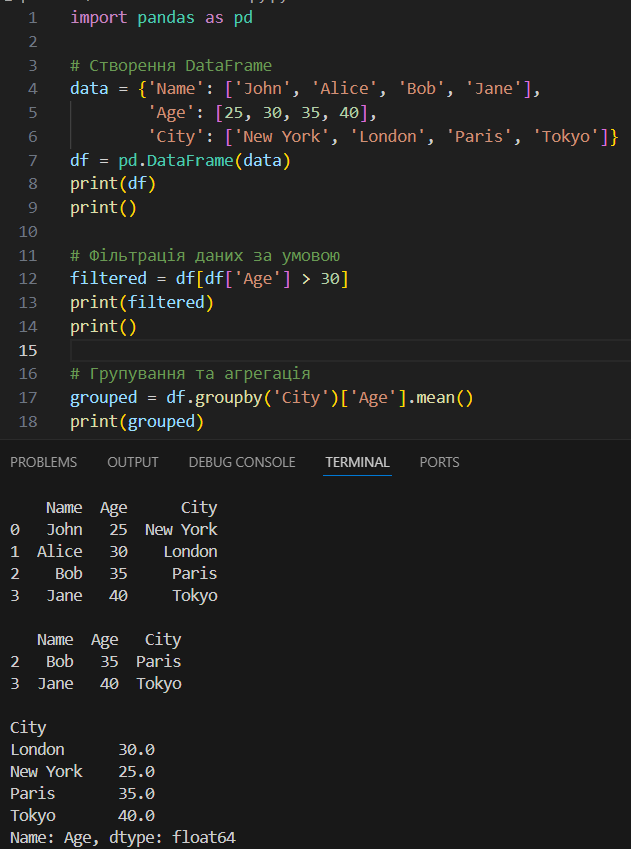 1 import pandas as pd
2
3 # Створення DataFrame
4 data = {'Name': ['John', 'Alice', 'Bob', 'Jane'],
5         'Age': [25, 30, 35, 40],
6         'City': ['New York', 'London', 'Paris', 'Tokyo']}
7 df = pd.DataFrame(data)
8 print(df)
9 print()
10
11 # Фільтрація даних за умовою
12 filtered = df[df['Age'] > 30]
13 print(filtered)
14 print()
15
16 # Групування та агрегація
17 grouped = df.groupby('City')['Age'].mean()
18 print(grouped)
PROBLEMS OUTPUT DEBUG CONSOLE TERMINAL PORTS
    Name  Age      City
0   John   25  New York
1  Alice   30    London
2    Bob   35     Paris
3   Jane   40     Tokyo
   Name  Age   City
2   Bob   35  Paris
3  Jane   40  Tokyo
City
London      30.0
New York    25.0
Paris       35.0
Tokyo       40.0
Name: Age, dtype: float64